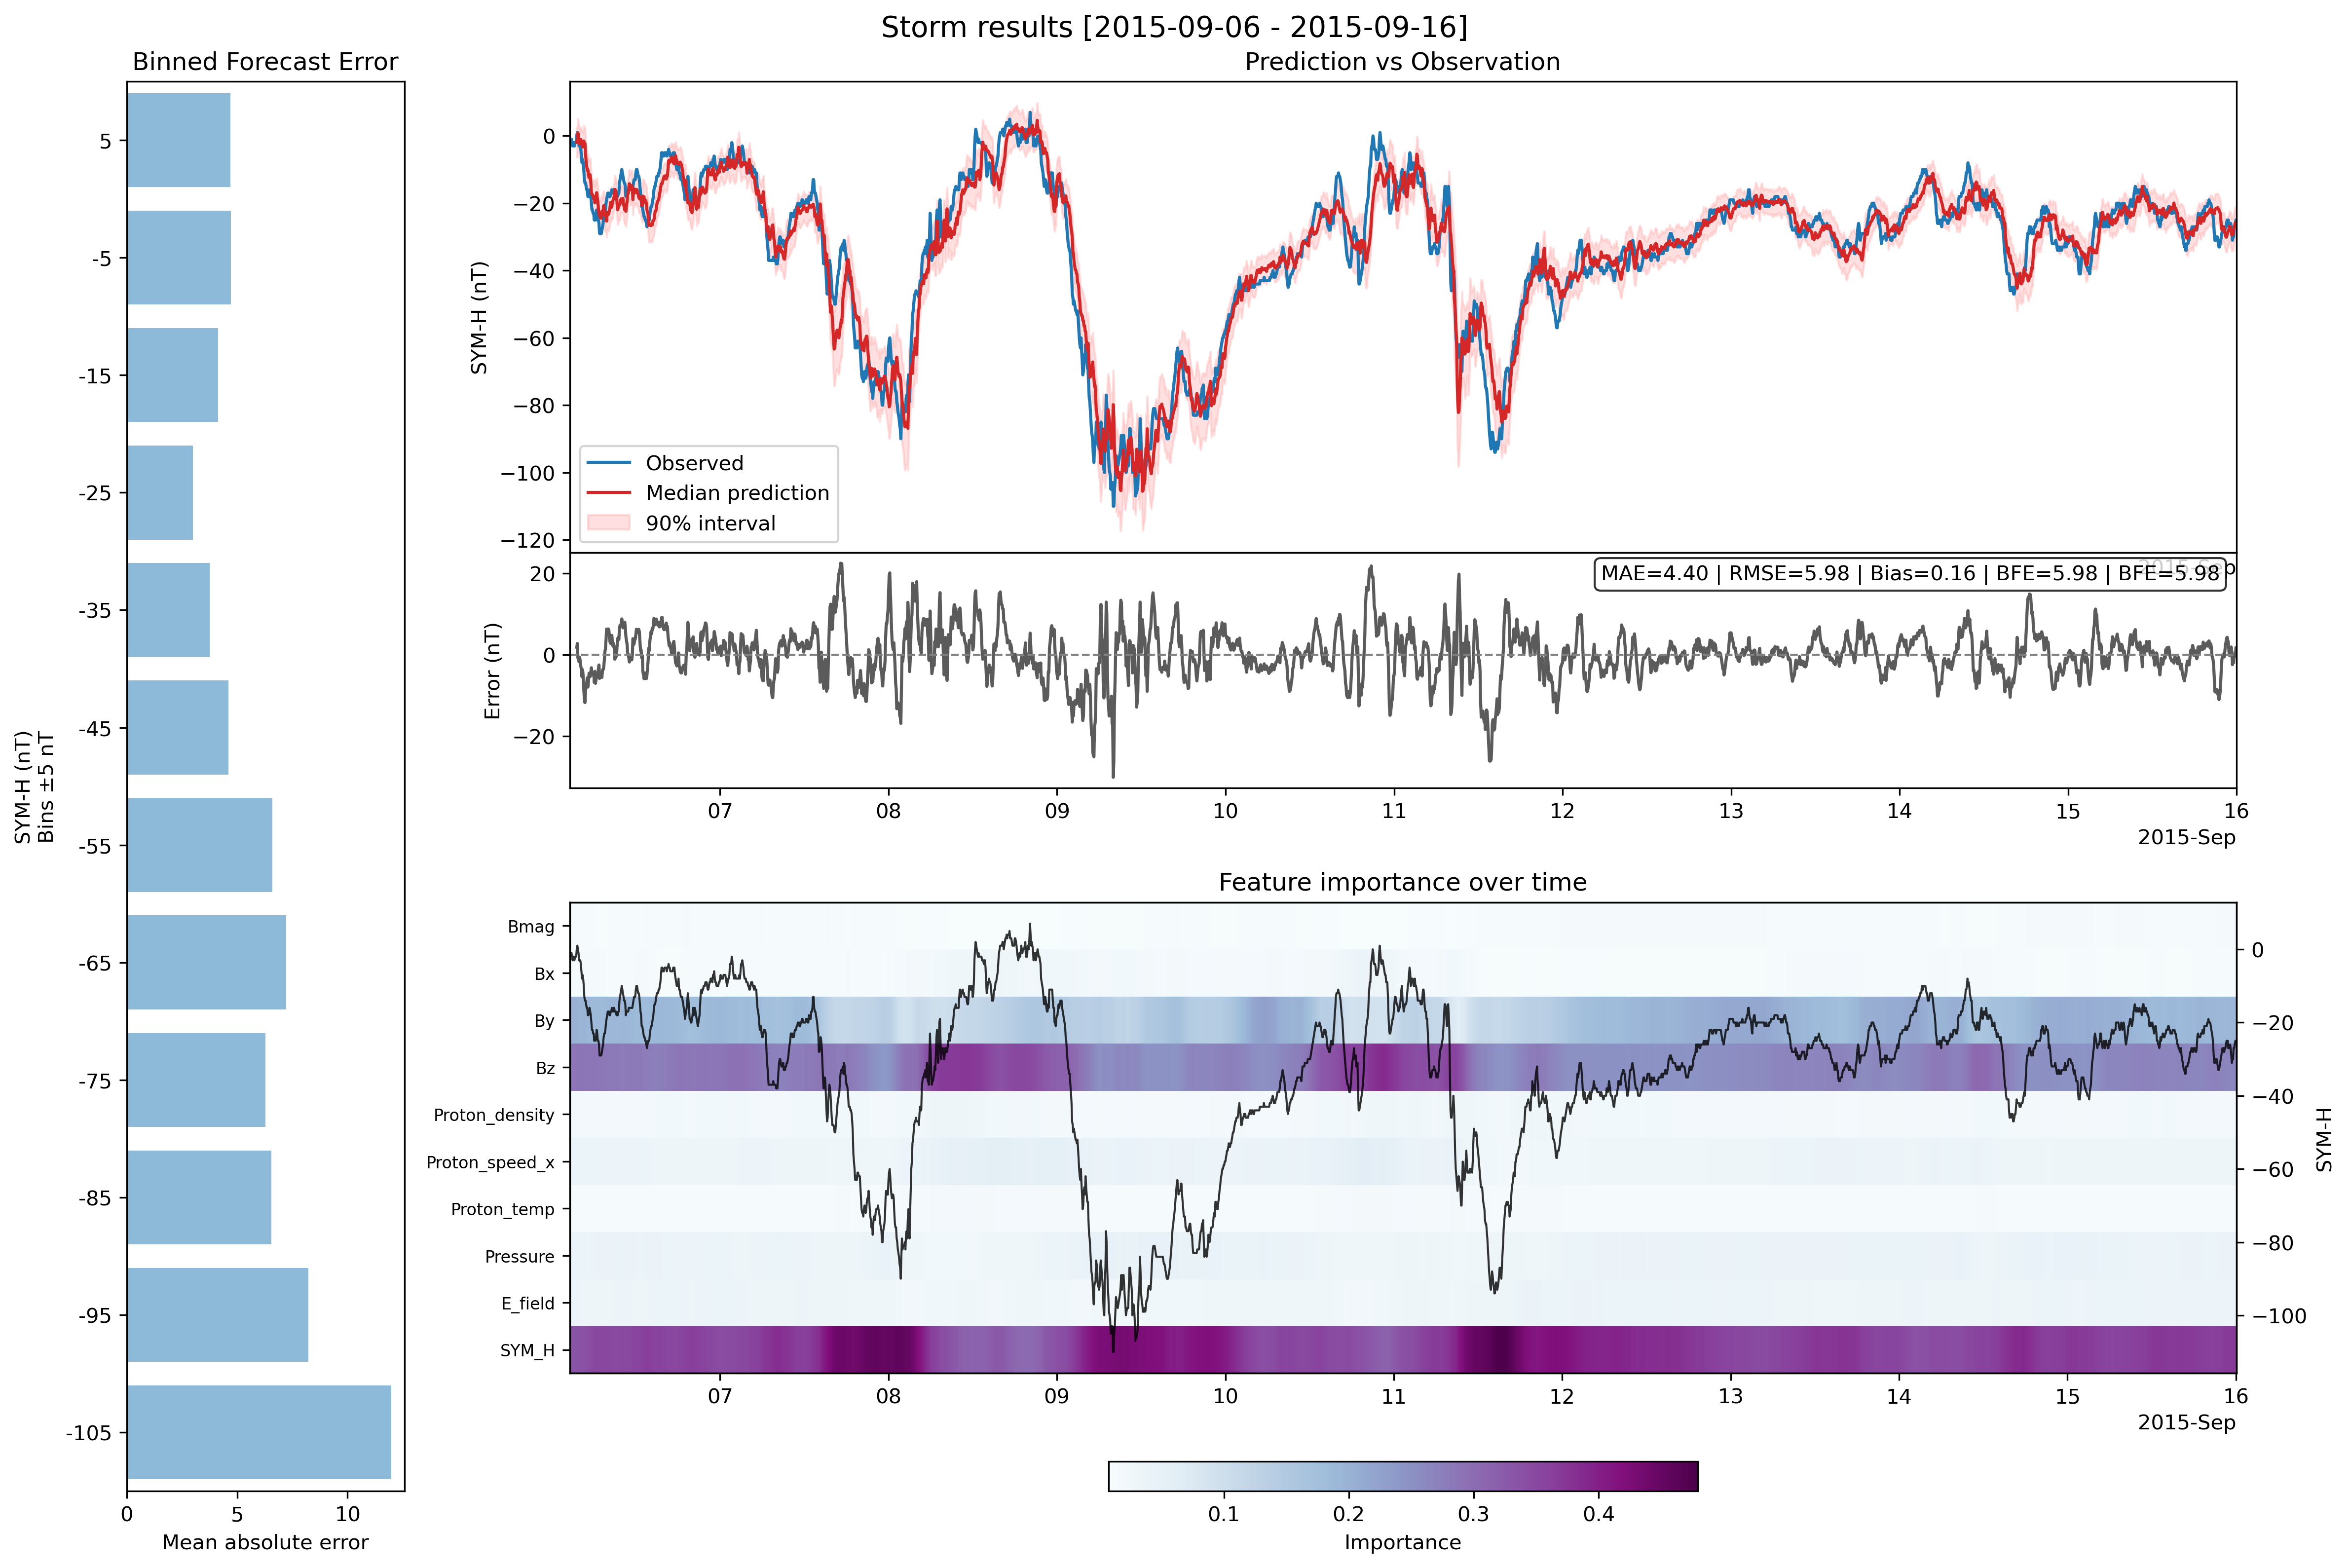 Storm results [2015-09-06 - 2015-09-16]
Binned Forecast Error
5
-5
-15
-25
-35
-45
-55
-65
-75
-85
-95
-105
SYM-H (nT)
Bins ±5 nT
0 5 10
Mean absolute error
Prediction vs Observation
SYM-H (nT)
0
−20
−40
−60
−80
−100
−120
Observed
Median prediction
90% interval
2015-Sep
MAE=4.40 | RMSE=5.98 | Bias=0.16 | BFE=5.98 | BFE=5.98
Error (nT)
20
0
−20
07 08 09 10 11 12 13 14 15 16
2015-Sep
Feature importance over time
Bmag
Bx
By
Bz
Proton_density
Proton_speed_x
Proton_temp
Pressure
E_field
SYM_H
0
−20
−40
−60
−80
−100
SYM-H
07 08 09 10 11 12 13 14 15 16
2015-Sep
0.1 0.2 0.3 0.4
Importance